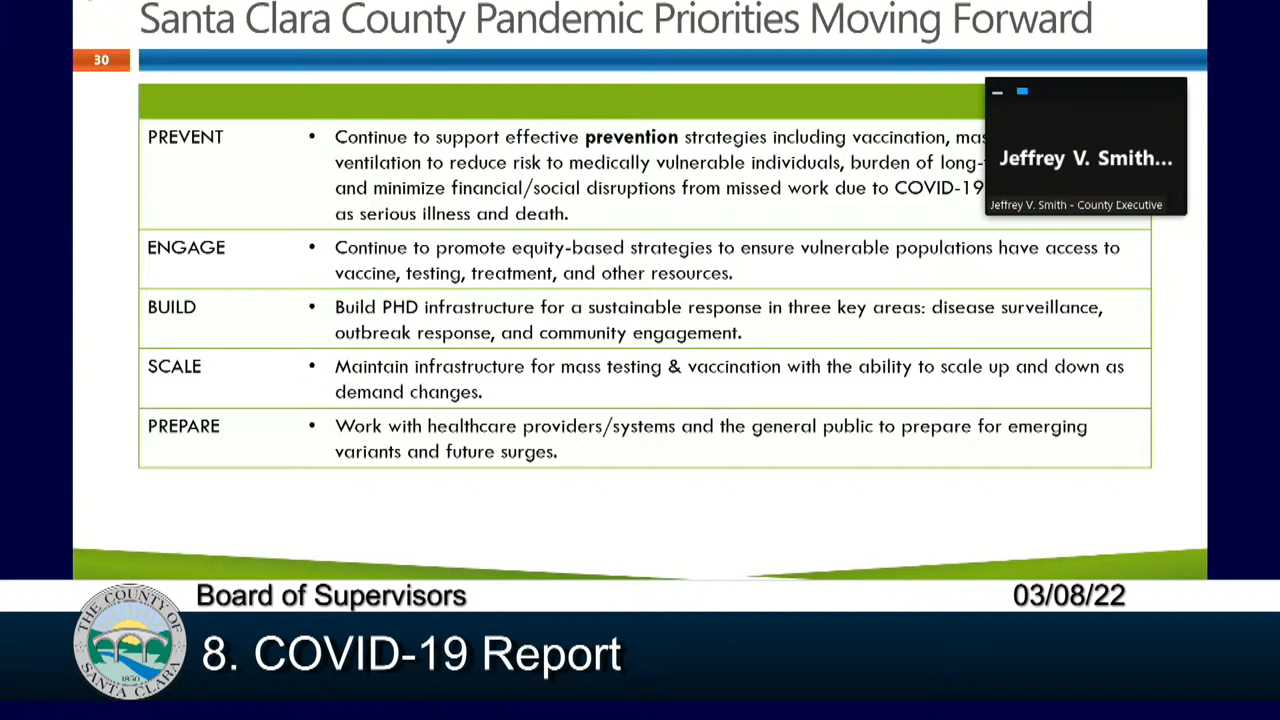 Santa Clara County Pandemic Priorities Moving Forward
30
PREVENT
• Continue to support effective prevention strategies including vaccination,
ventilation to reduce risk to medically vulnerable individuals, burden of long-
and minimize financial/social disruptions from missed work due to COVID-19
as serious illness and death.
Jeffrey V. Smith...
Jeffrey V. Smith - County Executive
ENGAGE
• Continue to promote equity-based strategies to ensure vulnerable populations have access to
vaccine, testing, treatment, and other resources.
BUILD
• Build PHD infrastructure for a sustainable response in three key areas: disease surveillance,
outbreak response, and community engagement.
SCALE
• Maintain infrastructure for mass testing & vaccination with the ability to scale up and down as
demand changes.
PREPARE
• Work with healthcare providers/systems and the general public to prepare for emerging
variants and future surges.
Board of Supervisors
03/08/22
THE COUNTY OF
SANTA CLARA
1850
8. COVID-19 Report